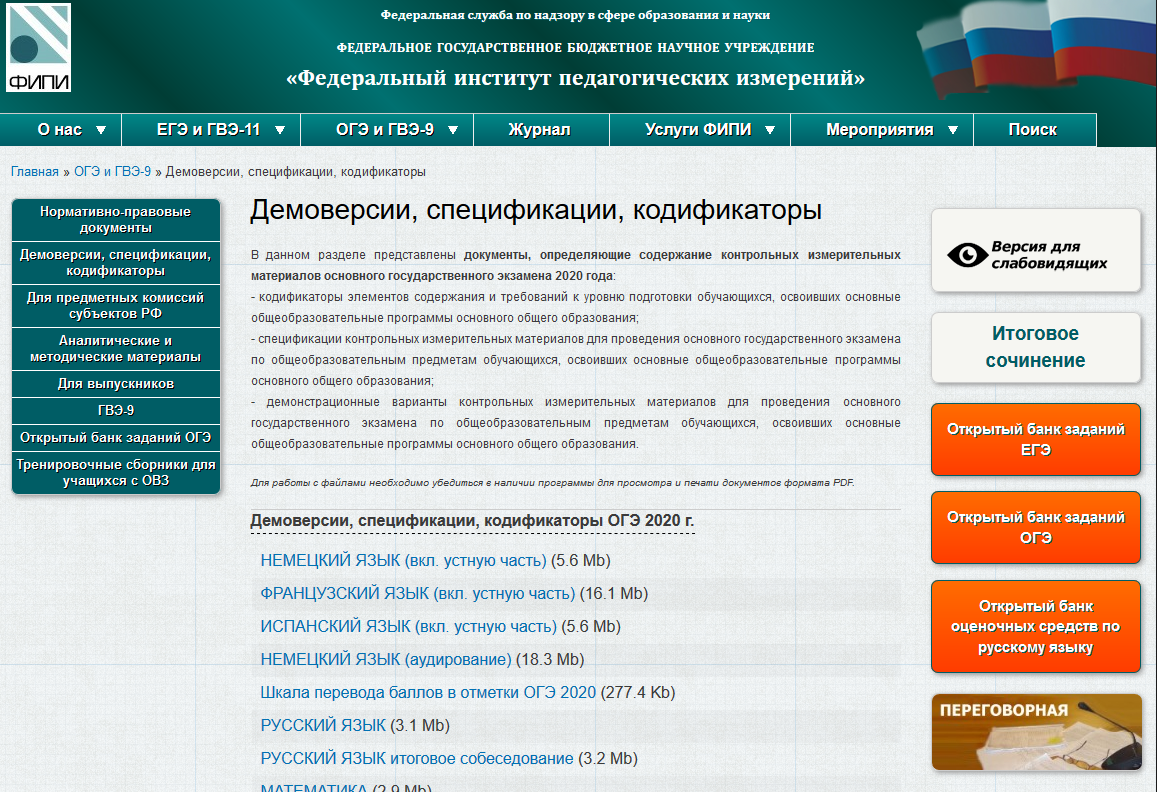 Федеральная служба по надзору в сфере образования и науки
ФЕДЕРАЛЬНОЕ ГОСУДАРСТВЕННОЕ БЮДЖЕТНОЕ НАУЧНОЕ УЧРЕЖДЕНИЕ
«Федеральный институт педагогических измерений»
ФИПИ
О нас ЕГЭ и ГВЭ-11 ОГЭ и ГВЭ-9 Журнал Услуги ФИПИ Мероприятия Поиск
Главная » ОГЭ и ГВЭ-9 » Демоверсии, спецификации, кодификаторы
Нормативно-правовые
документы
Демоверсии, спецификации,
кодификаторы
Для предметных комиссий
субъектов РФ
Аналитические и
методические материалы
Для выпускников
ГВЭ-9
Открытый банк заданий ОГЭ
Тренировочные сборники для
учащихся с ОВЗ
Демоверсии, спецификации, кодификаторы
В данном разделе представлены документы, определяющие содержание контрольных измерительных
материалов основного государственного экзамена 2020 года:
- кодификаторы элементов содержания и требований к уровню подготовки обучающихся, освоивших основные
общеобразовательные программы основного общего образования;
- спецификации контрольных измерительных материалов для проведения основного государственного экзамена
по общеобразовательным предметам обучающихся, освоивших основные общеобразовательные программы
основного общего образования;
- демонстрационные варианты контрольных измерительных материалов для проведения основного
государственного экзамена по общеобразовательным предметам обучающихся, освоивших основные
общеобразовательные программы основного общего образования.
Для работы с файлами необходимо убедиться в наличии программы для просмотра и печати документов формата PDF.
Демоверсии, спецификации, кодификаторы ОГЭ 2020 г.
НЕМЕЦКИЙ ЯЗЫК (вкл. устную часть) (5.6 Mb)
ФРАНЦУЗСКИЙ ЯЗЫК (вкл. устную часть) (16.1 Mb)
ИСПАНСКИЙ ЯЗЫК (вкл. устную часть) (5.6 Mb)
НЕМЕЦКИЙ ЯЗЫК (аудирование) (18.3 Mb)
Шкала перевода баллов в отметки ОГЭ 2020 (277.4 Kb)
РУССКИЙ ЯЗЫК (3.1 Mb)
РУССКИЙ ЯЗЫК итоговое собеседование (3.2 Mb)
МАТЕМАТИКА (2.9 Mb)
Версия для
слабовидящих
Итоговое
сочинение
Открытый банк заданий
ЕГЭ
Открытый банк заданий
ОГЭ
Открытый банк
оценочных средств по
русскому языку
ПЕРЕГОВОРНАЯ